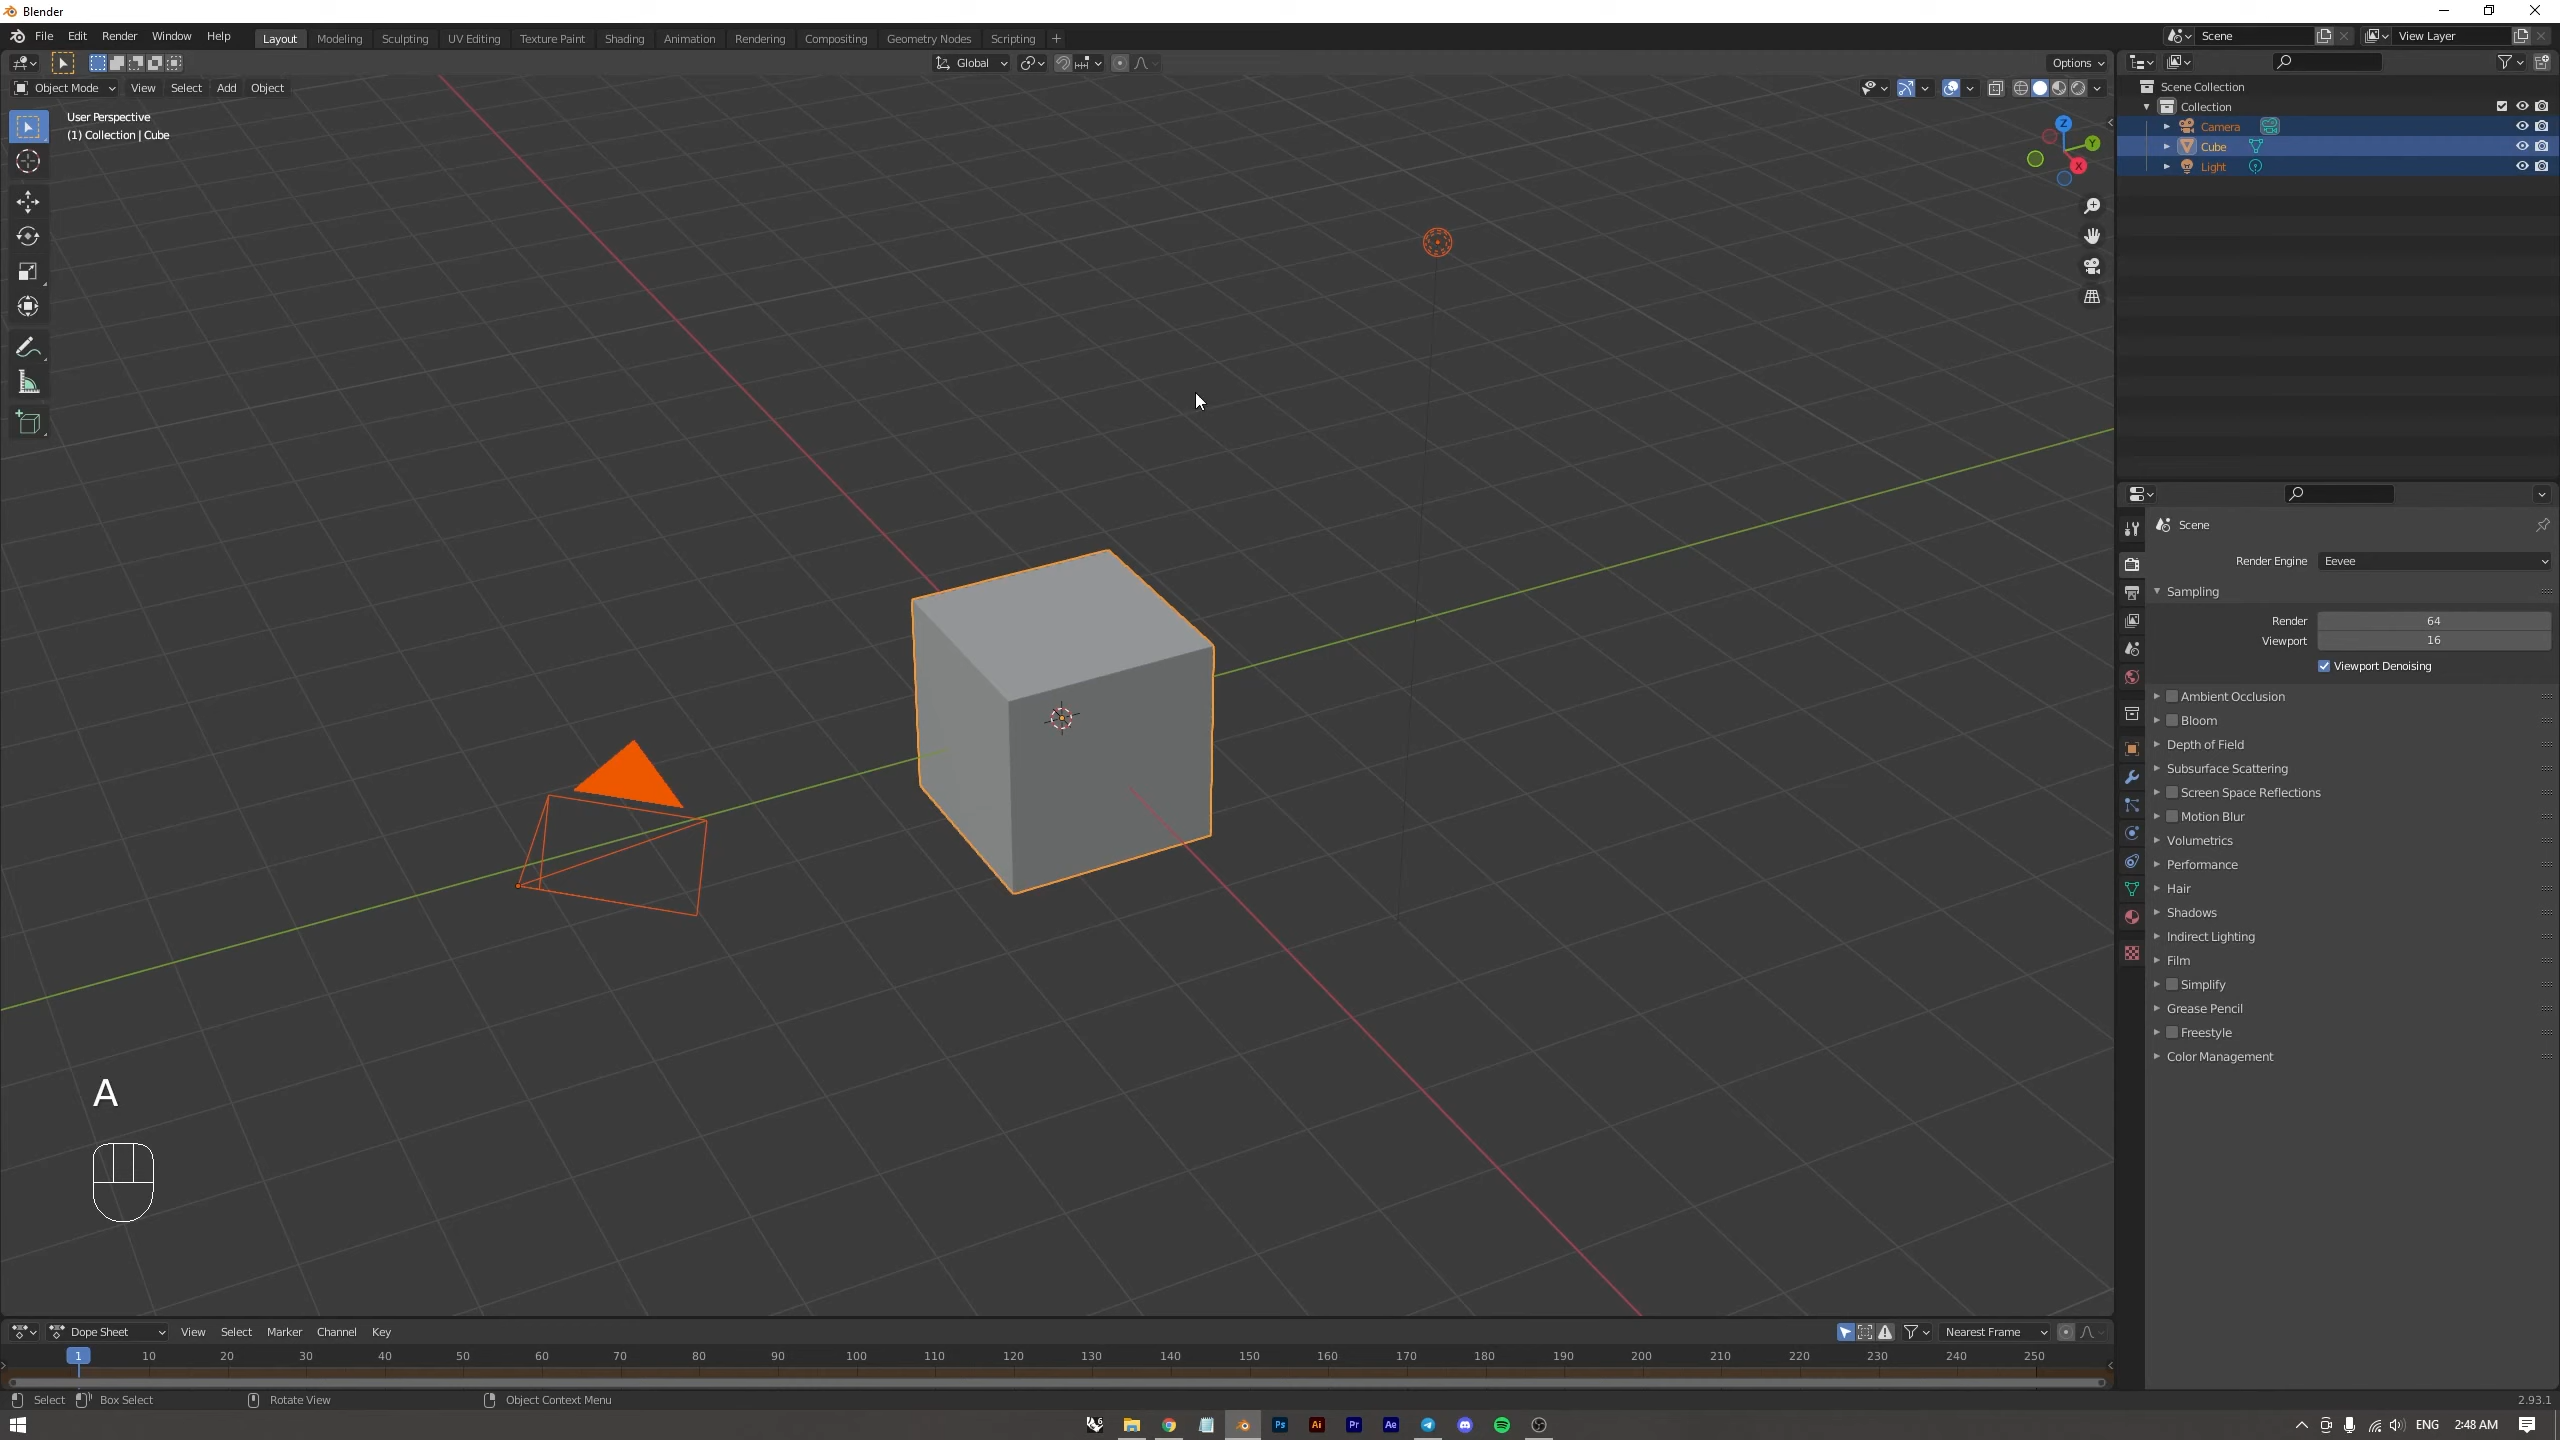 Blender
File Edit Render Window Help Layout Modeling Sculpting UV Editing Texture Paint Shading Animation Rendering Compositing Geometry Nodes Scripting + Scene View Layer
Global Options
Object Mode View Select Add Object
User Perspective
(1) Collection | Cube
Z
Y
X
Scene Collection
Collection
Camera
Cube
Light
Scene
Render Engine Eevee
Sampling
Render 64
Viewport 16
Viewport Denoising
Ambient Occlusion
Bloom
Depth of Field
Subsurface Scattering
Screen Space Reflections
Motion Blur
Volumetrics
Performance
Hair
Shadows
Indirect Lighting
Film
Simplify
Grease Pencil
Freestyle
Color Management
A
Dope Sheet View Select Marker Channel Key Nearest Frame
1 10 20 30 40 50 60 70 80 90 100 110 120 130 140 150 160 170 180 190 200 210 220 230 240 250
Select Box Select Rotate View Object Context Menu 2.93.1
6 Ps Ai Pr Ae ENG 2:48 AM